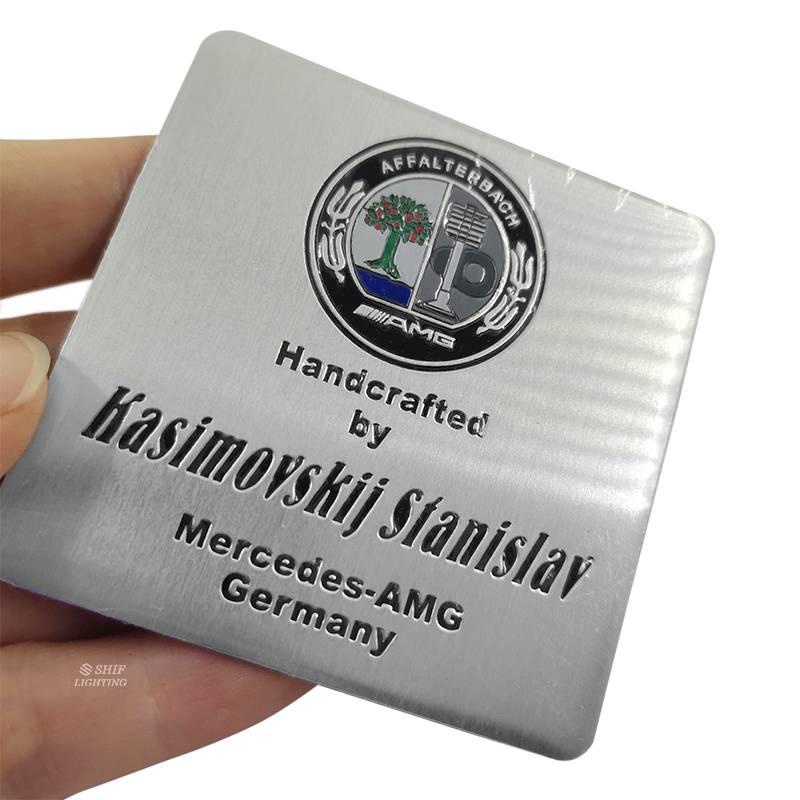 AFFALTERBACH
AMG
Handcrafted
by
Kasimovskij Stanislav
Mercedes-AMG
Germany
SHIF
LIGHTING